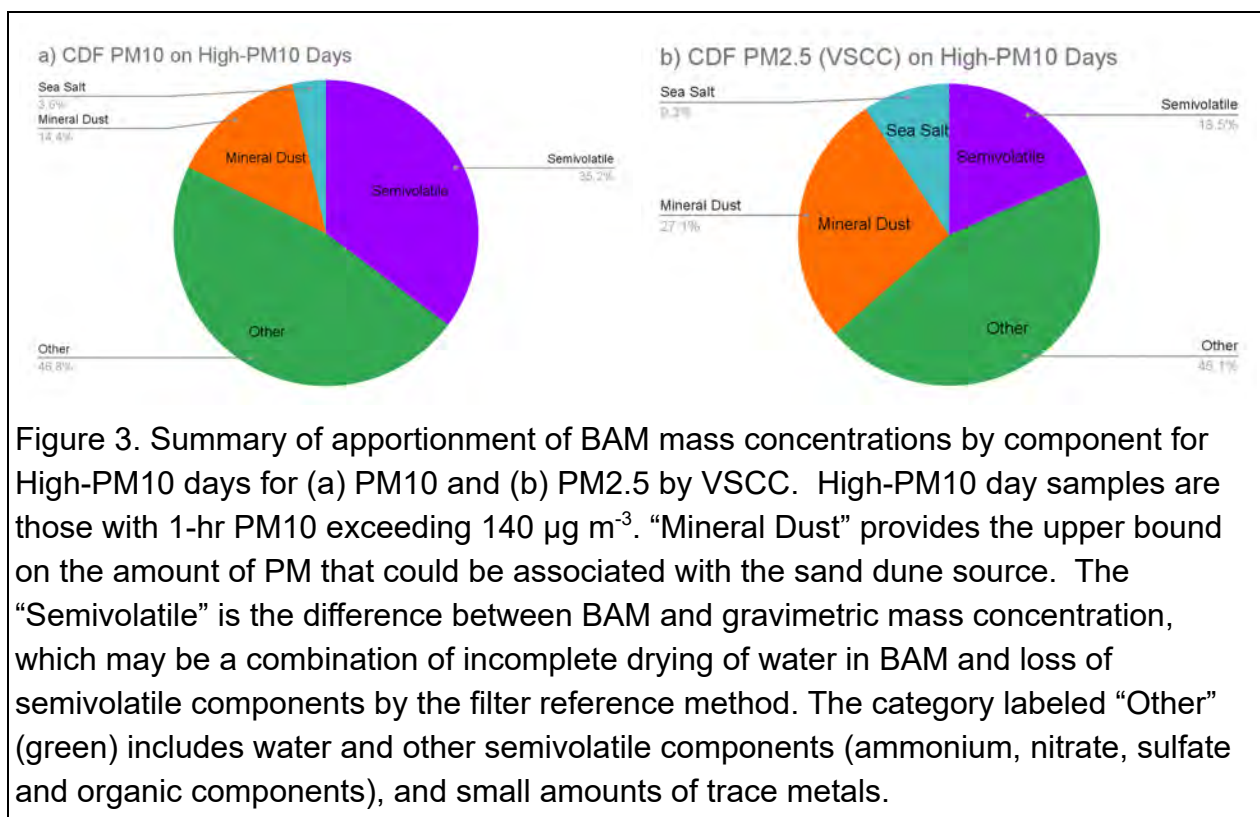 a) CDF PM10 on High-PM10 Days
Sea Salt
3.6%
Mineral Dust
14.4%
Mineral Dust
Semivolatile
Semivolatile
35.2%
Other
Other
46.8%
b) CDF PM2.5 (VSCC) on High-PM10 Days
Sea Salt
9.3%
Sea Salt
Semivolatile
18.5%
Semivolatile
Mineral Dust
27.1%
Mineral Dust
Other
Other
45.1%
Figure 3. Summary of apportionment of BAM mass concentrations by component for
High-PM10 days for (a) PM10 and (b) PM2.5 by VSCC. High-PM10 day samples are
those with 1-hr PM10 exceeding 140 µg m⁻³. “Mineral Dust” provides the upper bound
on the amount of PM that could be associated with the sand dune source. The
“Semivolatile” is the difference between BAM and gravimetric mass concentration,
which may be a combination of incomplete drying of water in BAM and loss of
semivolatile components by the filter reference method. The category labeled “Other”
(green) includes water and other semivolatile components (ammonium, nitrate, sulfate
and organic components), and small amounts of trace metals.